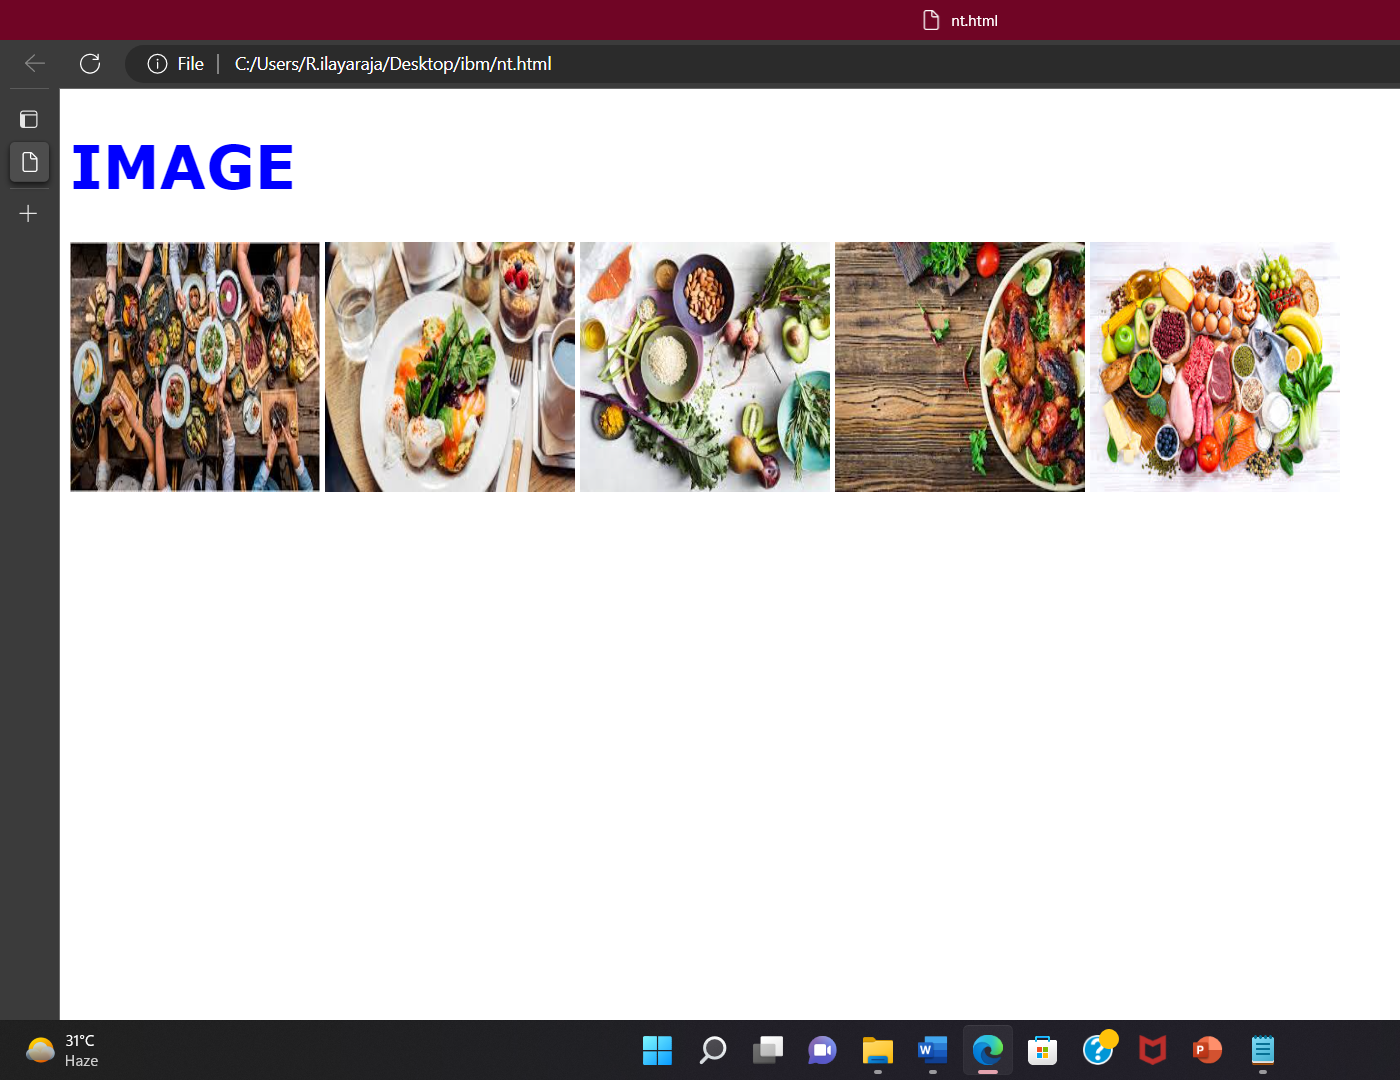 nt.html
File C:/Users/R.ilayaraja/Desktop/ibm/nt.html
IMAGE
31°C
Haze